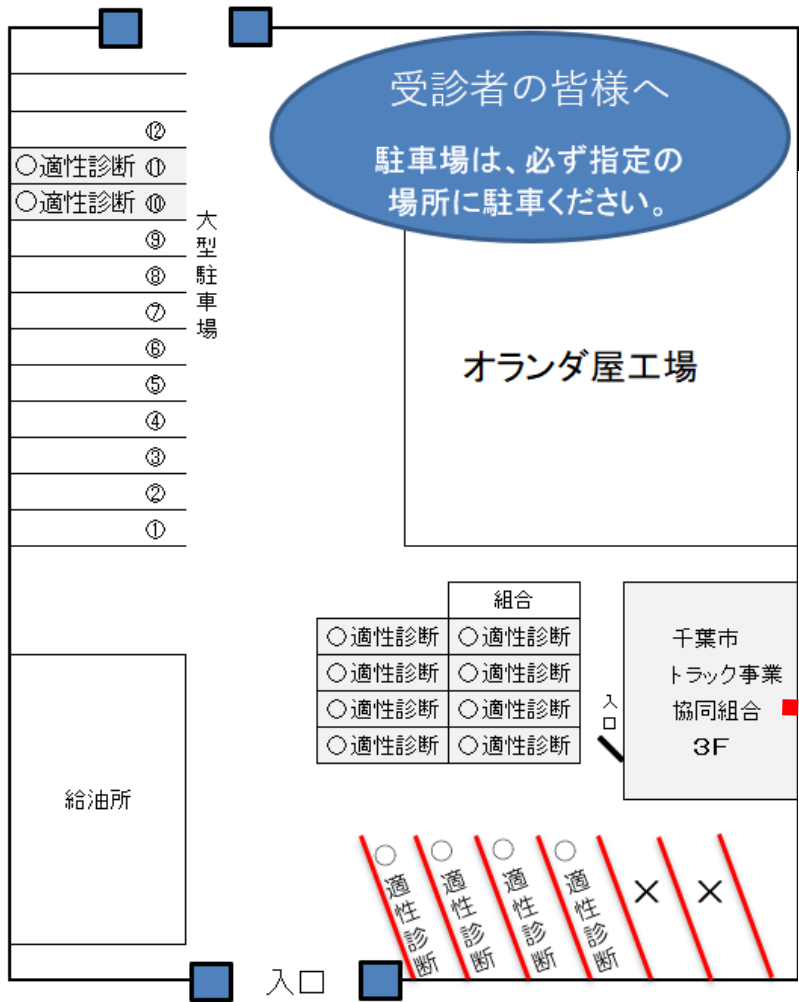 受診者の皆様へ
駐車場は、必ず指定の
場所に駐車ください。
⑫
○適性診断 ⑪
○適性診断 ⑩
⑨
⑧
⑦
⑥
⑤
④
③
②
①
大型駐車場
オランダ屋工場
組合
○適性診断 ○適性診断
○適性診断 ○適性診断
○適性診断 ○適性診断
○適性診断 ○適性診断
入口
千葉市
トラック事業
協同組合
3F
給油所
○適性診断
○適性診断
○適性診断
○適性診断
×
×
入口